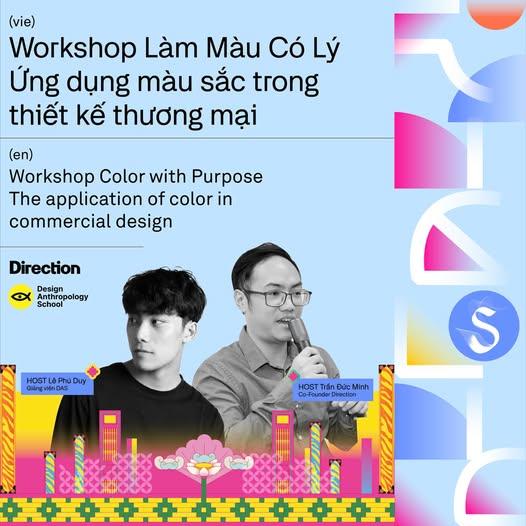 (vie)
Workshop Làm Màu Có Lý
Ứng dụng màu sắc trong
thiết kế thương mại
(en)
Workshop Color with Purpose
The application of color in
commercial design
Direction
Design
Anthropology
School
HOST Lê Phú Duy
Giảng viên DAS
HOST Trần Đức Minh
Co-Founder Direction
S